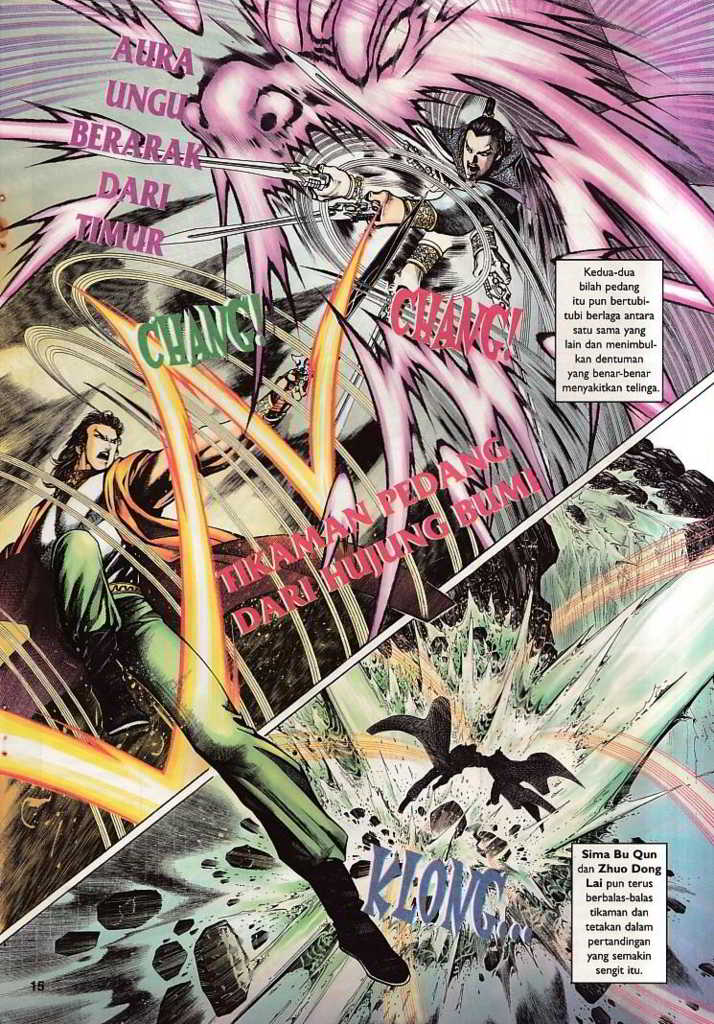 AURA
UNGU
BERARAK
DARI
TIMUR
CHANG!
CHANG!
Kedua-dua
bilah pedang
itu pun bertubi-
tubi berlaga antara
satu sama yang
lain dan menimbul-
kan dentuman
yang benar-benar
menyakitkan telinga.
TIKAMAN PEDANG
DARI HUJUNG BUMI
KLONG...
Sima Bu Qun
dan Zhuo Dong
Lai pun terus
berbalas-balas
tikaman dan
tetakan dalam
pertandingan
yang semakin
sengit itu.
15